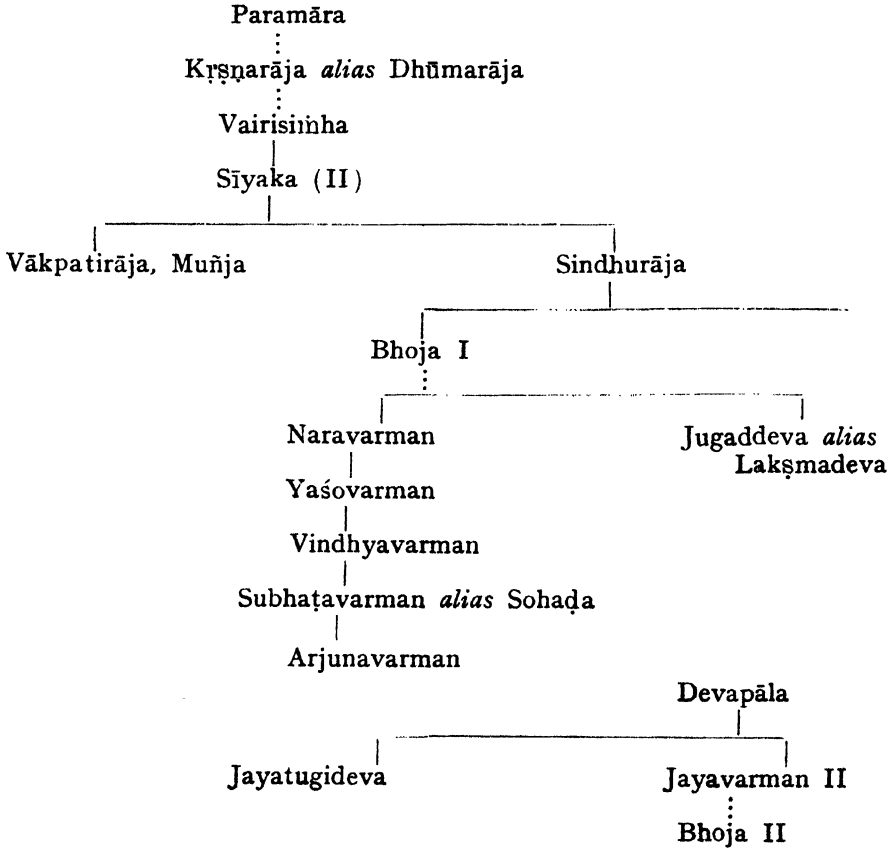 Paramāra
Kṛṣṇarāja alias Dhūmarāja
Vairisiṁha
Sīyaka (II)
Vākpatirāja, Muñja
Sindhurāja
Bhoja I
Naravarman
Jugaddeva alias
Lakṣmadeva
Yaśovarman
Vindhyavarman
Subhaṭavarman alias Sohaḍa
Arjunavarman
Devapāla
Jayatugideva
Jayavarman II
Bhoja II